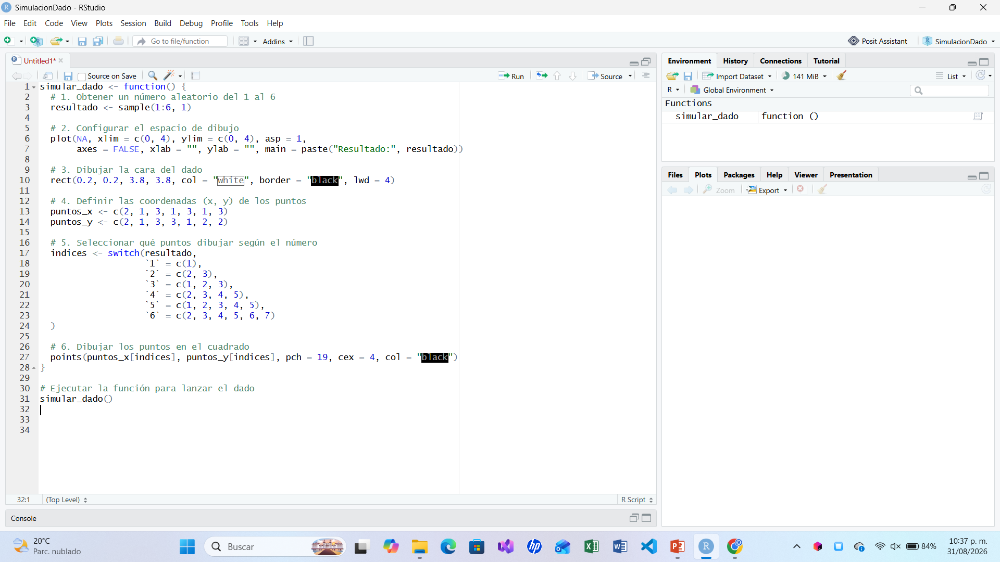 SimulacionDado - RStudio
File Edit Code View Plots Session Build Debug Profile Tools Help
Go to file/function Addins Posit Assistant SimulacionDado
Untitled1*
Source on Save Run Source
1 simular_dado <- function() {
2 # 1. Obtener un número aleatorio del 1 al 6
3 resultado <- sample(1:6, 1)
4
5 # 2. Configurar el espacio de dibujo
6 plot(NA, xlim = c(0, 4), ylim = c(0, 4), asp = 1,
7 axes = FALSE, xlab = "", ylab = "", main = paste("Resultado:", resultado))
8
9 # 3. Dibujar la cara del dado
10 rect(0.2, 0.2, 3.8, 3.8, col = "white", border = "black", lwd = 4)
11
12 # 4. Definir las coordenadas (x, y) de los puntos
13 puntos_x <- c(2, 1, 3, 1, 3, 1, 3)
14 puntos_y <- c(2, 1, 3, 3, 1, 2, 2)
15
16 # 5. Seleccionar qué puntos dibujar según el número
17 indices <- switch(resultado,
18 `1` = c(1),
19 `2` = c(2, 3),
20 `3` = c(1, 2, 3),
21 `4` = c(2, 3, 4, 5),
22 `5` = c(1, 2, 3, 4, 5),
23 `6` = c(2, 3, 4, 5, 6, 7)
24 )
25
26 # 6. Dibujar los puntos en el cuadrado
27 points(puntos_x[indices], puntos_y[indices], pch = 19, cex = 4, col = "black")
28 }
29
30 # Ejecutar la función para lanzar el dado
31 simular_dado()
32
33
34
32:1 (Top Level) R Script
Console
Environment History Connections Tutorial
Import Dataset 141 MiB List
R Global Environment
Functions
simular_dado function ()
Files Plots Packages Help Viewer Presentation
Zoom Export
20°C
Parc. nublado
Buscar
84%
10:37 p. m.
31/08/2026